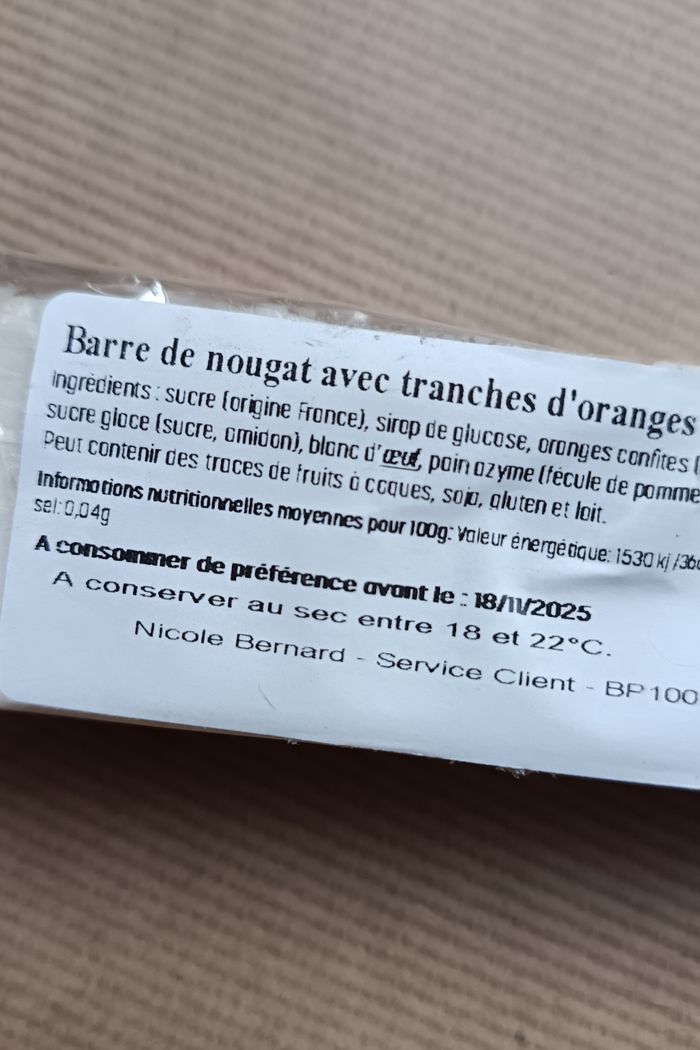 Barre de nougat avec tranches d'oranges
Ingrédients : sucre (origine France), sirop de glucose, oranges confites (
sucre glace (sucre, amidon), blanc d'œuf, pain azyme (fécule de pomme
Peut contenir des traces de fruits à coques, soja, gluten et lait.
Informations nutritionnelles moyennes pour 100g: Valeur énergétique: 1530 kj /36
sel: 0,04g
A consommer de préférence avant le : 18/11/2025
A conserver au sec entre 18 et 22°C.
Nicole Bernard - Service Client - BP 100